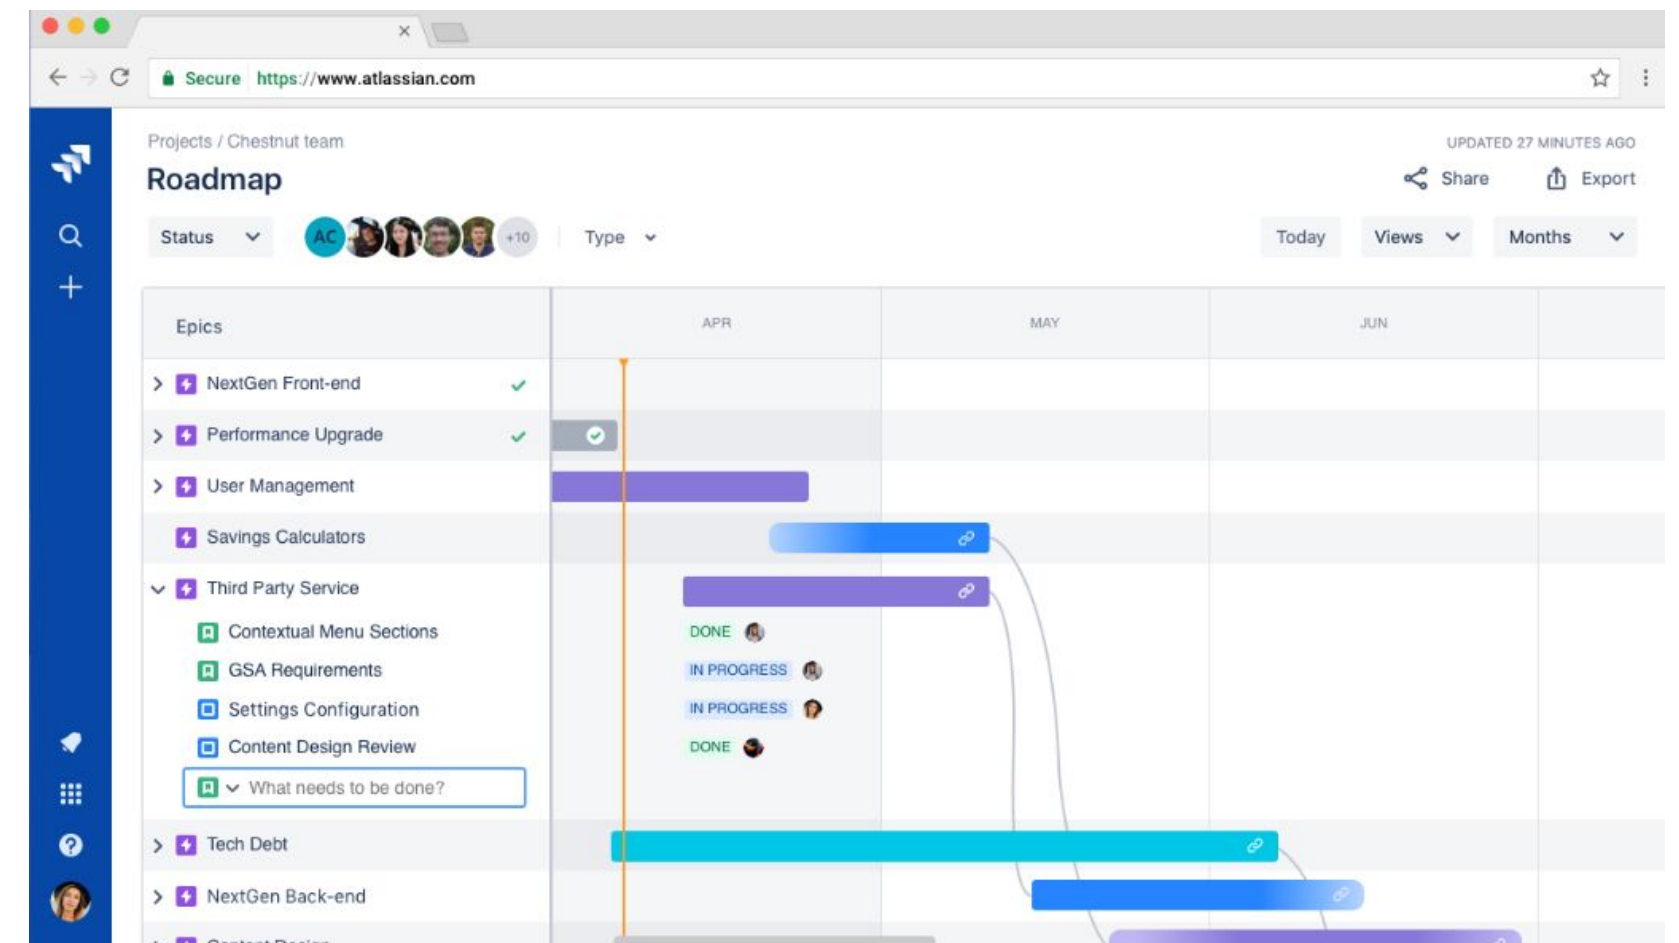 Secure https://www.atlassian.com
Projects / Chestnut team
UPDATED 27 MINUTES AGO
Roadmap
Share Export
Status AC +10 Type Today Views Months
Epics APR MAY JUN
NextGen Front-end
Performance Upgrade
User Management
Savings Calculators
Third Party Service
Contextual Menu Sections DONE
GSA Requirements IN PROGRESS
Settings Configuration IN PROGRESS
Content Design Review DONE
What needs to be done?
Tech Debt
NextGen Back-end
Content Design